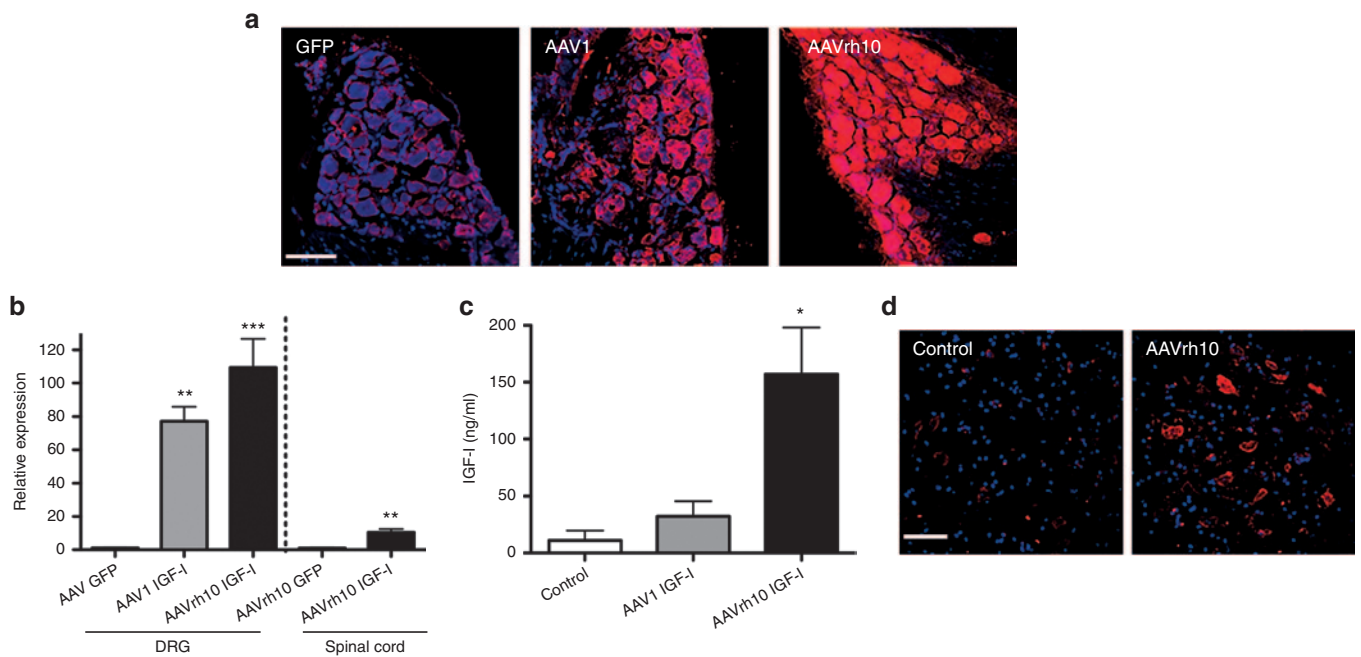 a
GFP
AAV1
AAVrh10
b
Relative expression
120
100
80
60
40
20
0
**
***
**
AAV GFP
AAV1 IGF-I
AAVrh10 IGF-I
AAVrh10 GFP
AAVrh10 IGF-I
DRG
Spinal cord
c
IGF-I (ng/ml)
200
150
100
50
0
*
Control
AAV1 IGF-I
AAVrh10 IGF-I
d
Control
AAVrh10